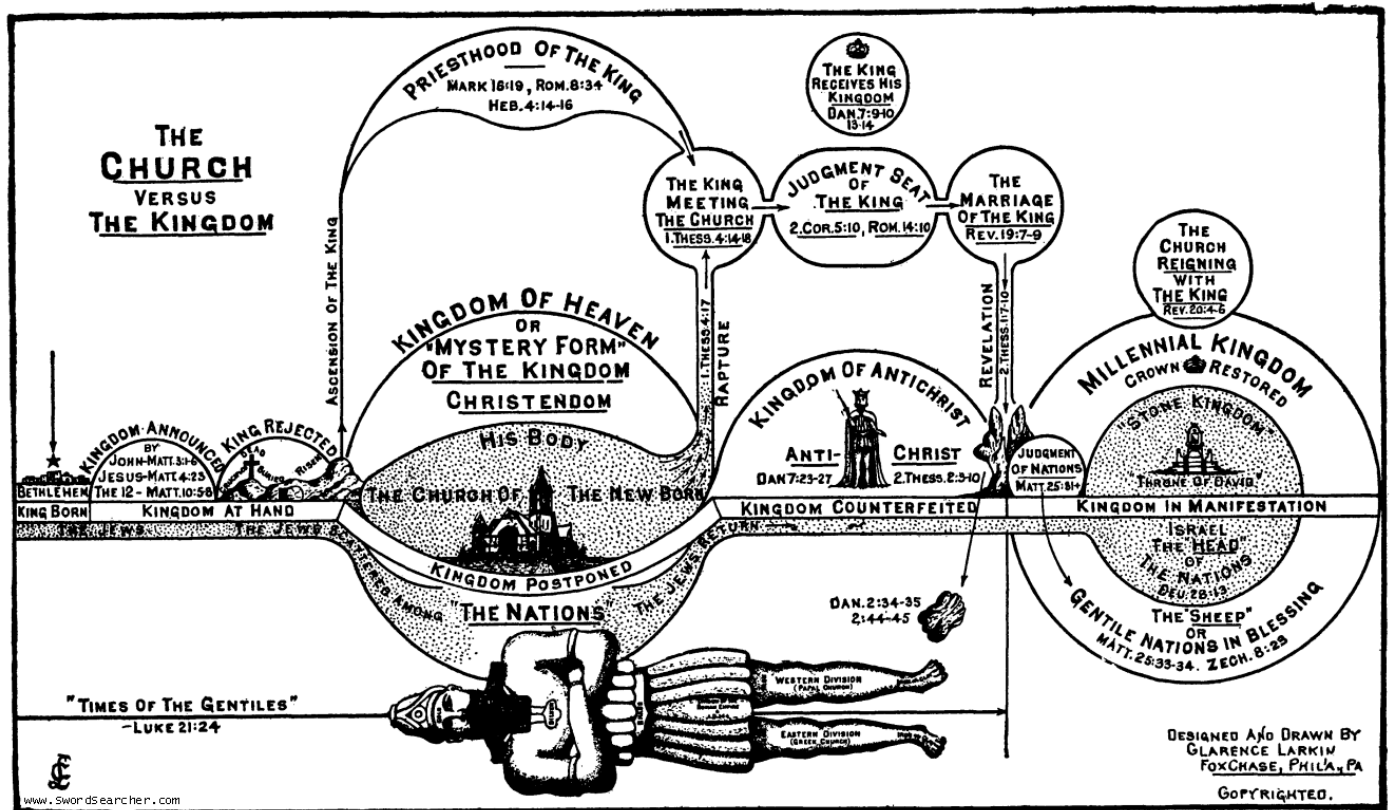 THE
CHURCH
VERSUS
THE KINGDOM
PRIESTHOOD OF THE KING
MARK 16:19, ROM. 8:34
HEB. 4:14-16
THE KING
RECEIVES HIS
KINGDOM
DAN. 7:9-10
13-14
THE KING
MEETING
THE CHURCH
1. THESS. 4:14-18
JUDGMENT SEAT
OF
THE KING
2. COR. 5:10, ROM. 14:10
THE
MARRIAGE
OF THE KING
REV. 19:7-9
THE
CHURCH
REIGNING
WITH
THE KING
REV. 20:4-6
ASCENSION OF THE KING
KINGDOM OF HEAVEN
OR
"MYSTERY FORM"
OF THE KINGDOM
CHRISTENDOM
1. THESS. 4:17
RAPTURE
REVELATION
2. THESS. 1:7-10
KINGDOM ANNOUNCED
BY
JOHN-MATT. 3:1-6
JESUS-MATT. 4:23
THE 12 - MATT. 10:5-8
KING REJECTED
DEAD
BURIED
RISEN
HIS BODY
THE CHURCH OF THE NEW BORN
KINGDOM OF ANTICHRIST
ANTI- CHRIST
DAN 7:23-27 2. THESS. 2:3-10
MILLENNIAL KINGDOM
CROWN RESTORED
"STONE KINGDOM"
"THRONE OF DAVID"
JUDGMENT
OF NATIONS
MATT. 25:31+
BETHLEHEM
KING BORN
KINGDOM AT HAND
KINGDOM POSTPONED
KINGDOM COUNTERFEITED
KINGDOM IN MANIFESTATION
THE JEWS
THE JEWS SCATTERED AMONG
"THE NATIONS"
THE JEWS RETURN
ISRAEL
THE HEAD
OF
THE NATIONS
DEU. 28:13
THE "SHEEP"
OR
GENTILE NATIONS IN BLESSING
MATT. 25:33-34. ZECH. 8:23
DAN. 2:34-35
2:44-45
"TIMES OF THE GENTILES"
-LUKE 21:24
WESTERN DIVISION
(PAPAL CHURCH)
EASTERN DIVISION
(GREEK CHURCH)
DESIGNED AND DRAWN BY
CLARENCE LARKIN
FOX CHASE, PHIL'A., PA
COPYRIGHTED.
www.SwordSearcher.com